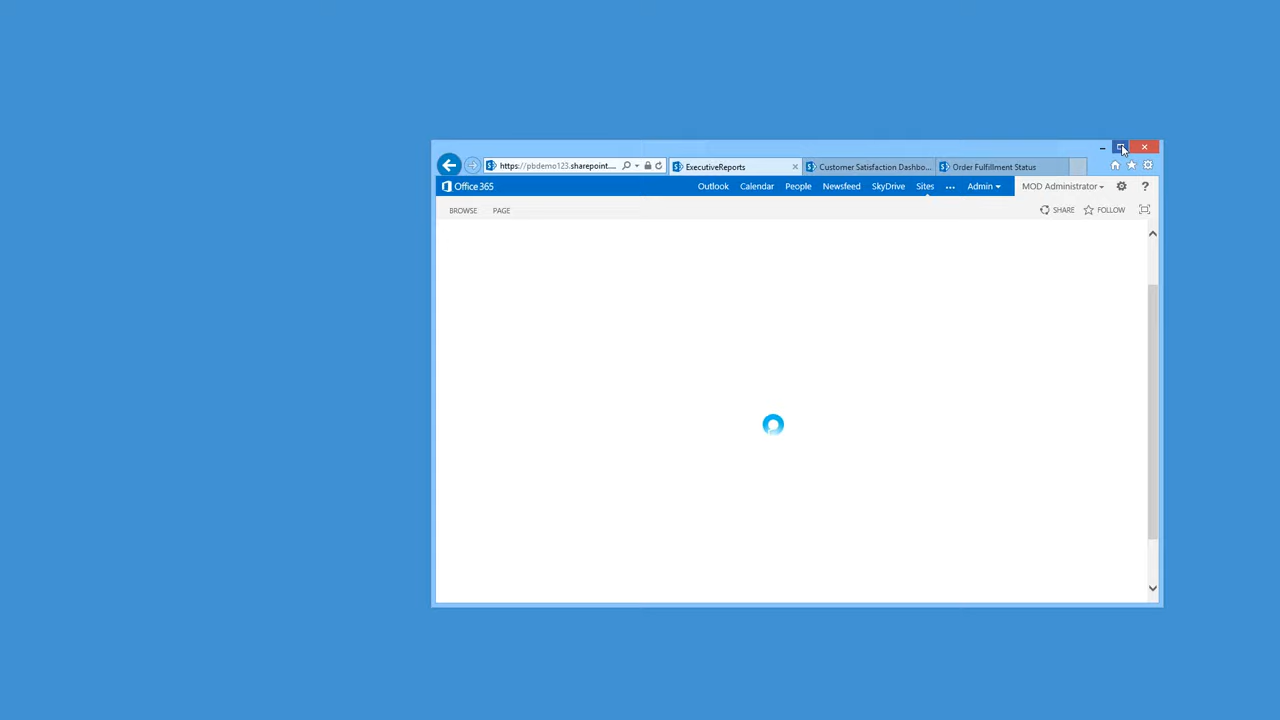 https://pbdemo123.sharepoint.... ExecutiveReports Customer Satisfaction Dashbo... Order Fulfillment Status
Office 365 Outlook Calendar People Newsfeed SkyDrive Sites ... Admin MOD Administrator ?
BROWSE PAGE SHARE FOLLOW